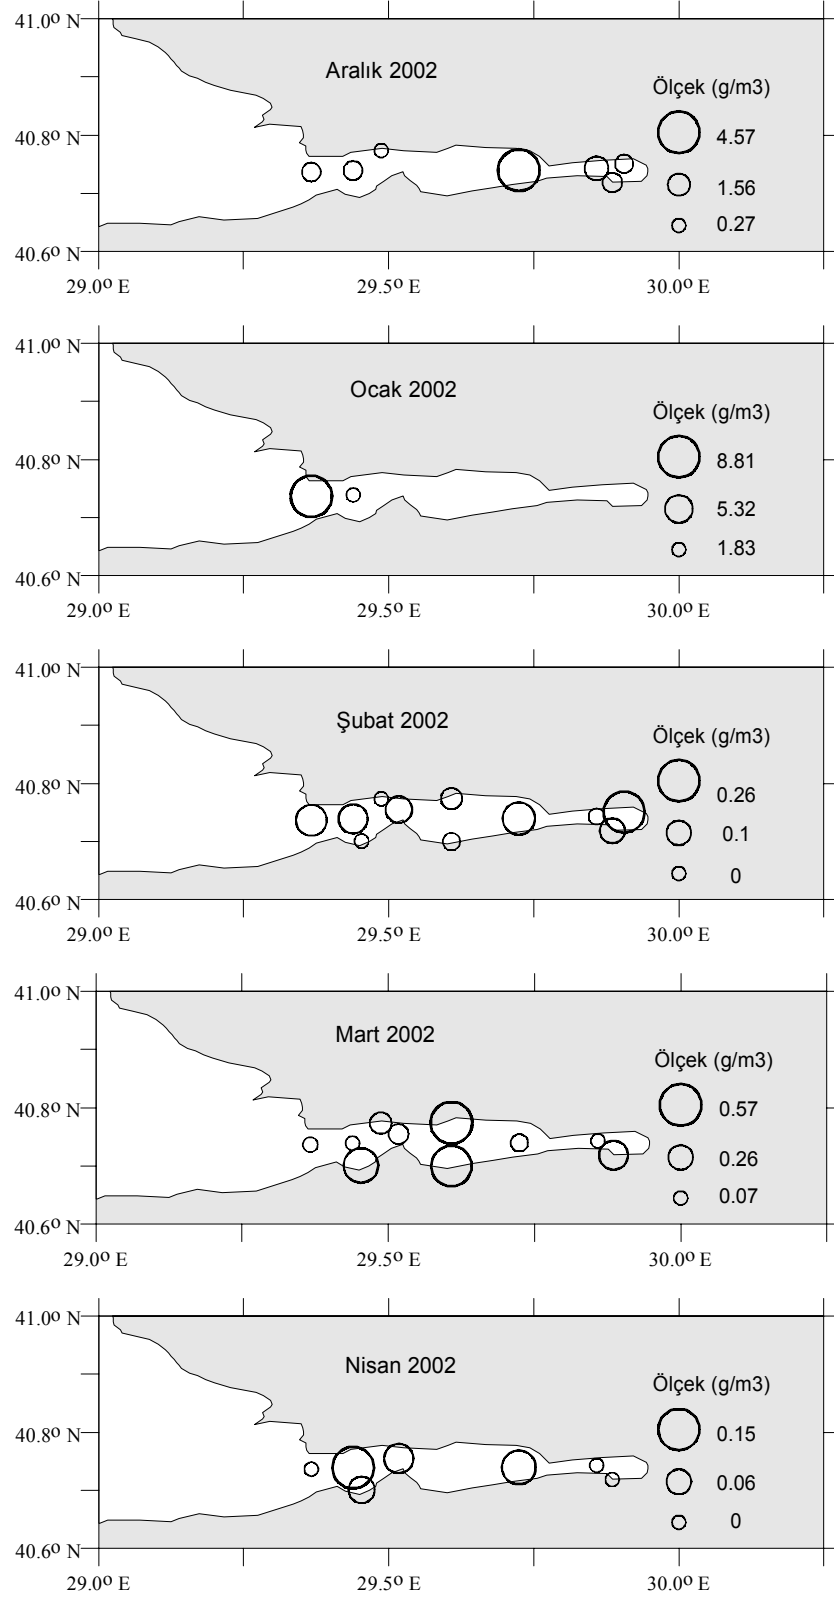 41.0º N
Aralık 2002
Ölçek (g/m3)
4.57
40.8º N
1.56
0.27
40.6º N
29.0º E 29.5º E 30.0º E
41.0º N
Ocak 2002
Ölçek (g/m3)
8.81
40.8º N
5.32
1.83
40.6º N
29.0º E 29.5º E 30.0º E
41.0º N
Şubat 2002
Ölçek (g/m3)
0.26
40.8º N
0.1
0
40.6º N
29.0º E 29.5º E 30.0º E
41.0º N
Mart 2002
Ölçek (g/m3)
0.57
40.8º N
0.26
0.07
40.6º N
29.0º E 29.5º E 30.0º E
41.0º N
Nisan 2002
Ölçek (g/m3)
0.15
40.8º N
0.06
0
40.6º N
29.0º E 29.5º E 30.0º E